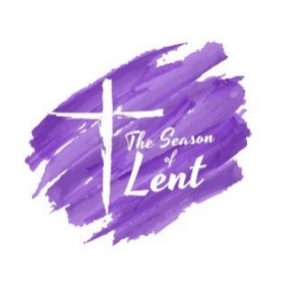 The Season
of
Lent